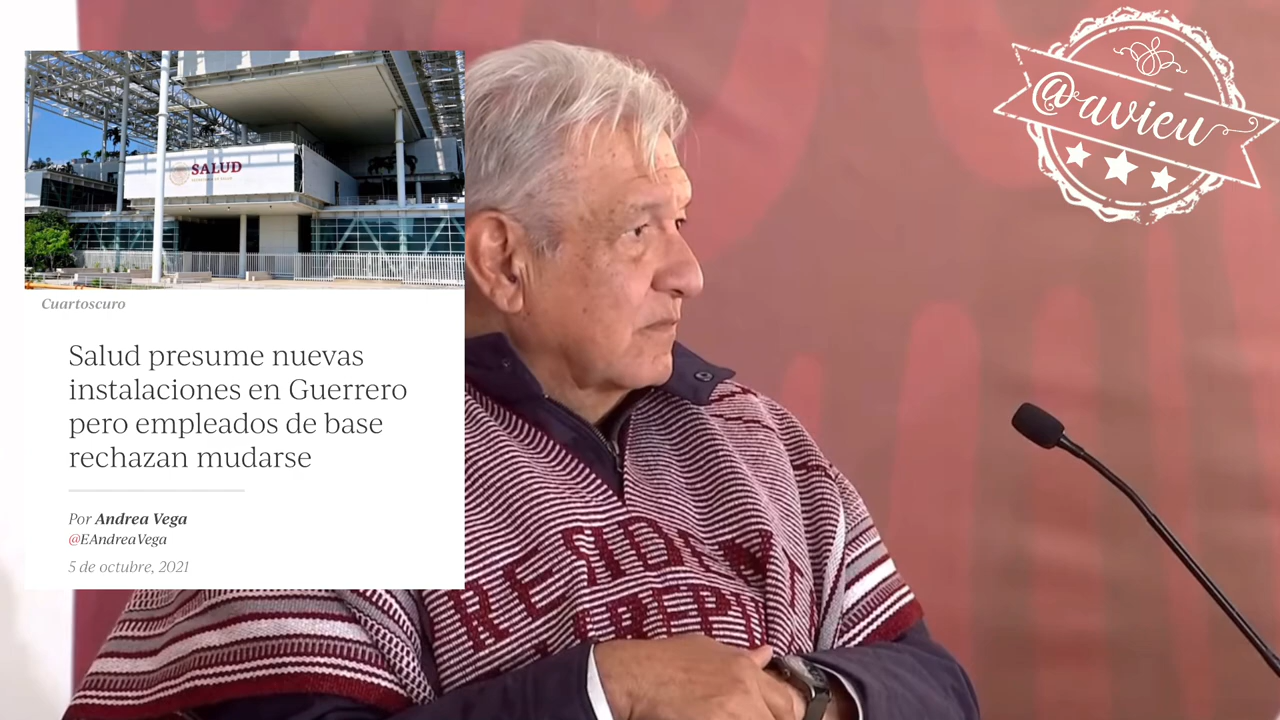 SALUD
Cuartoscuro
Salud presume nuevas
instalaciones en Guerrero
pero empleados de base
rechazan mudarse
Por Andrea Vega
@EAndreaVega
5 de octubre, 2021
@avieu